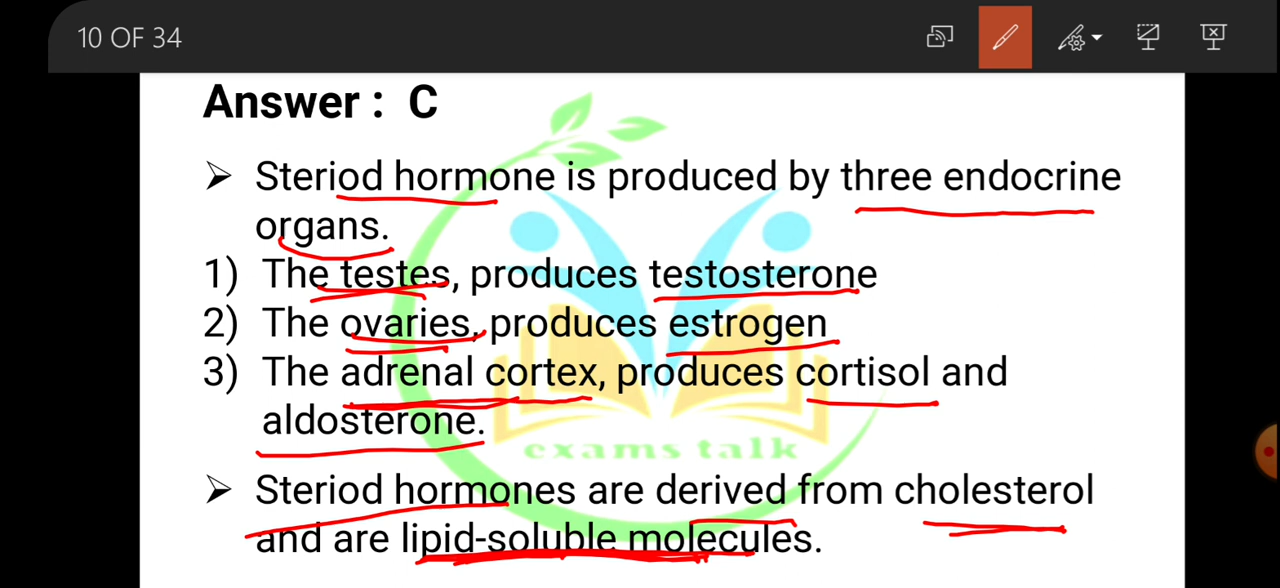 10 OF 34
Answer : C
➢ Steriod hormone is produced by three endocrine
organs.
1) The testes, produces testosterone
2) The ovaries, produces estrogen
3) The adrenal cortex, produces cortisol and
aldosterone.
exams talk
➢ Steriod hormones are derived from cholesterol
and are lipid-soluble molecules.